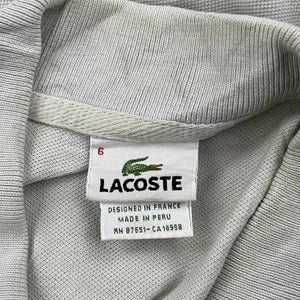 6
LACOSTE
DESIGNED IN FRANCE
MADE IN PERU
RN 87651-CA 16998